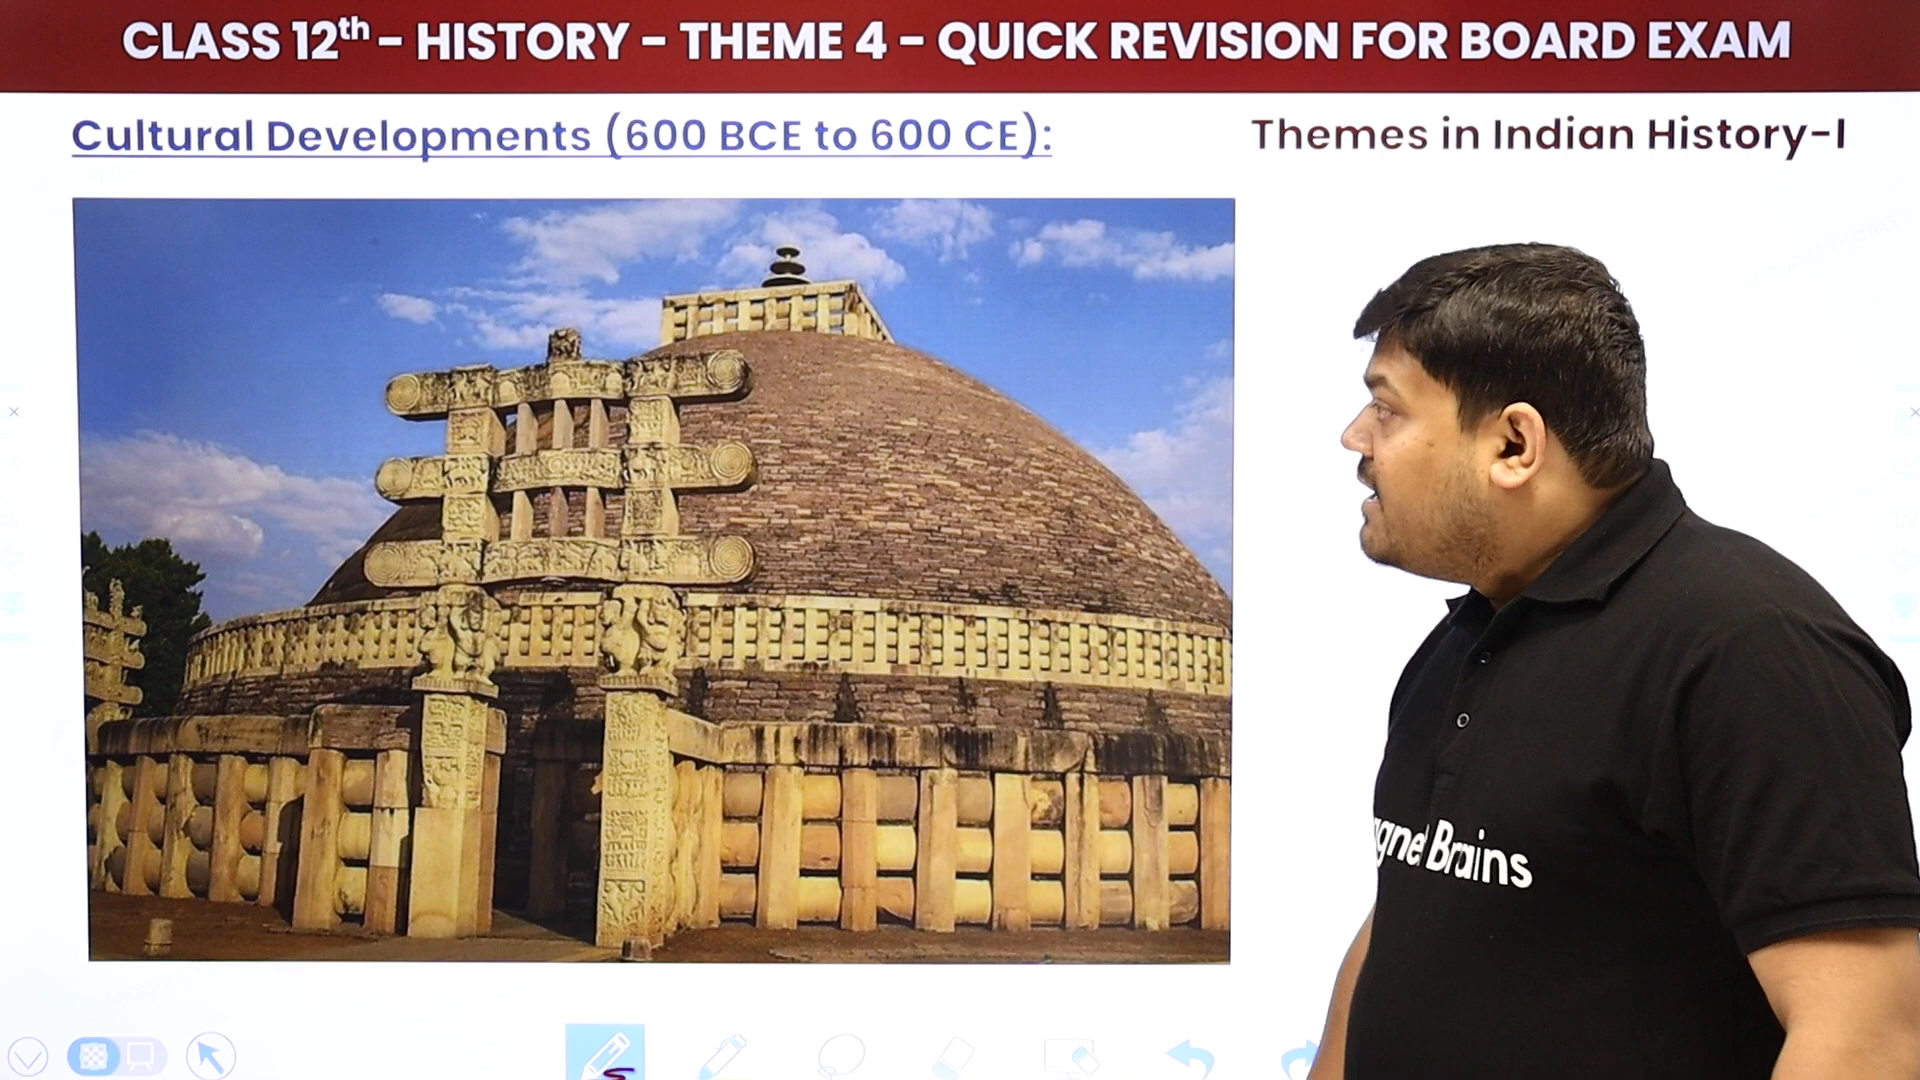 CLASS 12th - HISTORY - THEME 4 - QUICK REVISION FOR BOARD EXAM
Cultural Developments (600 BCE to 600 CE):
Themes in Indian History-I
Brains